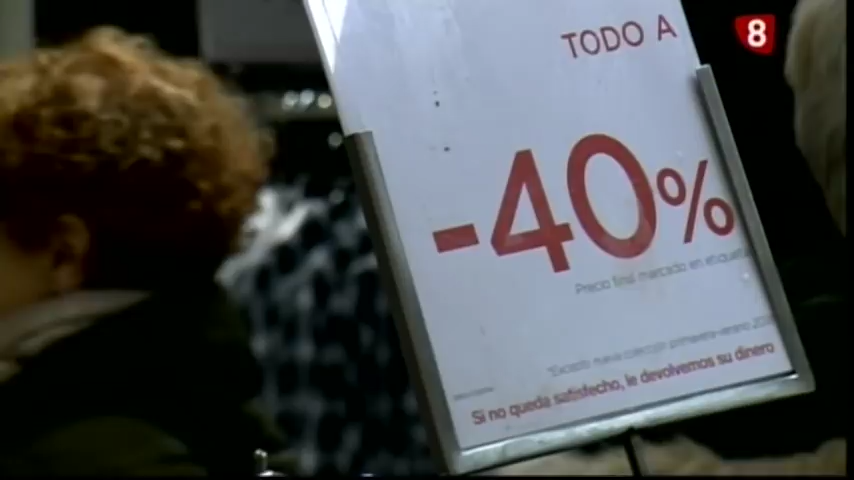 TODO A
8
-40%
Precio final marcado en etiqueta
*Excepto nueva colección primavera-verano
Si no queda satisfecho, le devolvemos su dinero